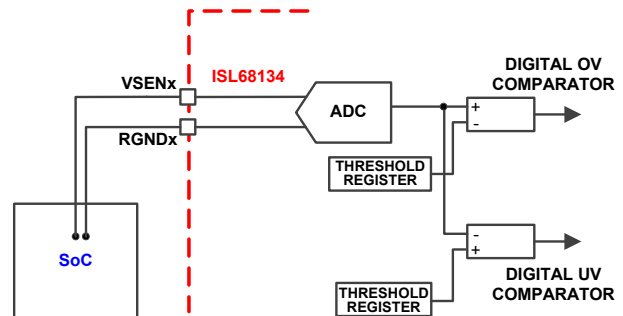 VSENx
ISL68134
DIGITAL OV
COMPARATOR
ADC
+
-
RGNDx
THRESHOLD
REGISTER
SoC
-
+
DIGITAL UV
COMPARATOR
THRESHOLD
REGISTER